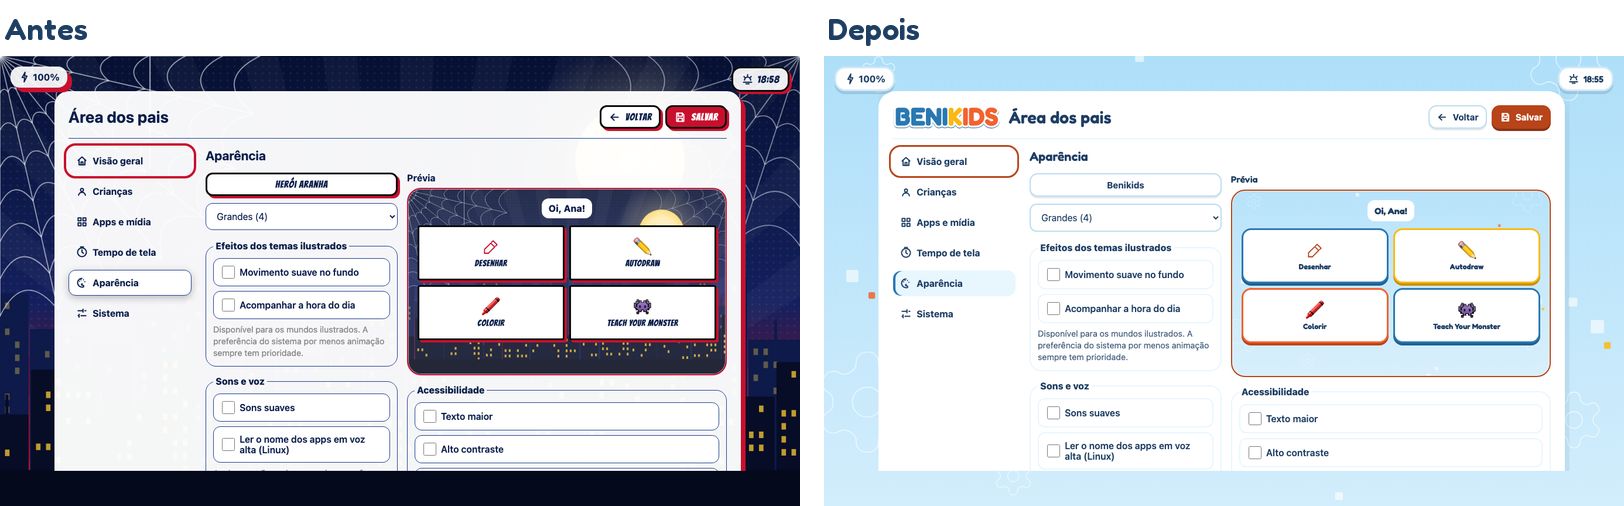 Antes
100%
18:58
Área dos pais
VOLTAR
SALVAR
Visão geral
Crianças
Apps e mídia
Tempo de tela
Aparência
Sistema
Aparência
HERÓI ARANHA
Grandes (4)
Efeitos dos temas ilustrados
Movimento suave no fundo
Acompanhar a hora do dia
Disponível para os mundos ilustrados. A
preferência do sistema por menos animação
sempre tem prioridade.
Sons e voz
Sons suaves
Ler o nome dos apps em voz
alta (Linux)
Prévia
Oi, Ana!
DESENHAR
AUTODRAW
COLORIR
TEACH YOUR MONSTER
Acessibilidade
Texto maior
Alto contraste
Depois
100%
18:55
BENIKIDS
Área dos pais
Voltar
Salvar
Visão geral
Crianças
Apps e mídia
Tempo de tela
Aparência
Sistema
Aparência
Benikids
Grandes (4)
Efeitos dos temas ilustrados
Movimento suave no fundo
Acompanhar a hora do dia
Disponível para os mundos ilustrados. A
preferência do sistema por menos animação
sempre tem prioridade.
Sons e voz
Sons suaves
Ler o nome dos apps em voz
alta (Linux)
Prévia
Oi, Ana!
Desenhar
Autodraw
Colorir
Teach Your Monster
Acessibilidade
Texto maior
Alto contraste